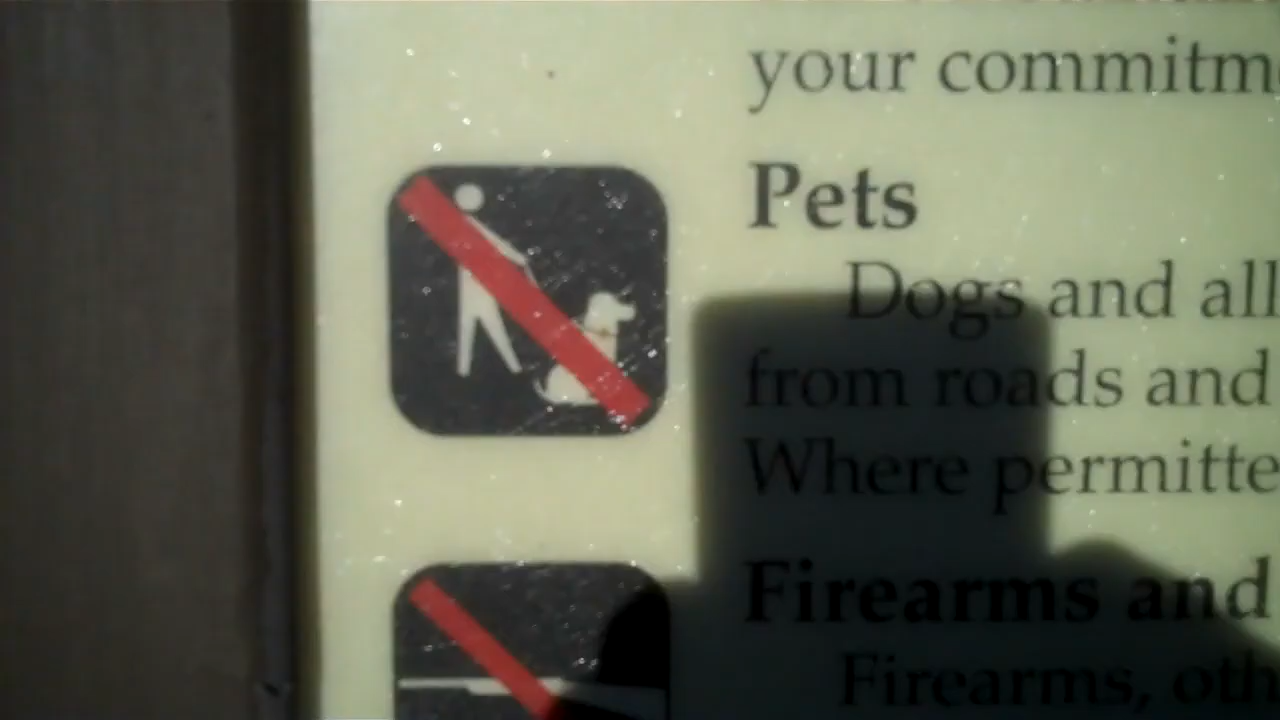 your commitm
Pets
Dogs and all
from roads and
Where permitte
Firearms and
Firearms, oth